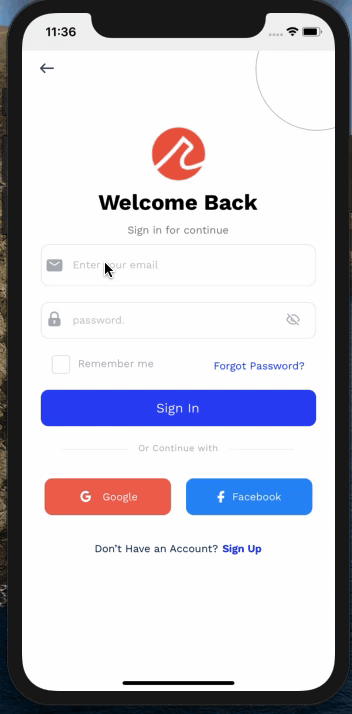 11:36
Welcome Back
Sign in for continue
Enter your email
password.
Remember me
Forgot Password?
Sign In
Or Continue with
G Google
f Facebook
Don't Have an Account? Sign Up